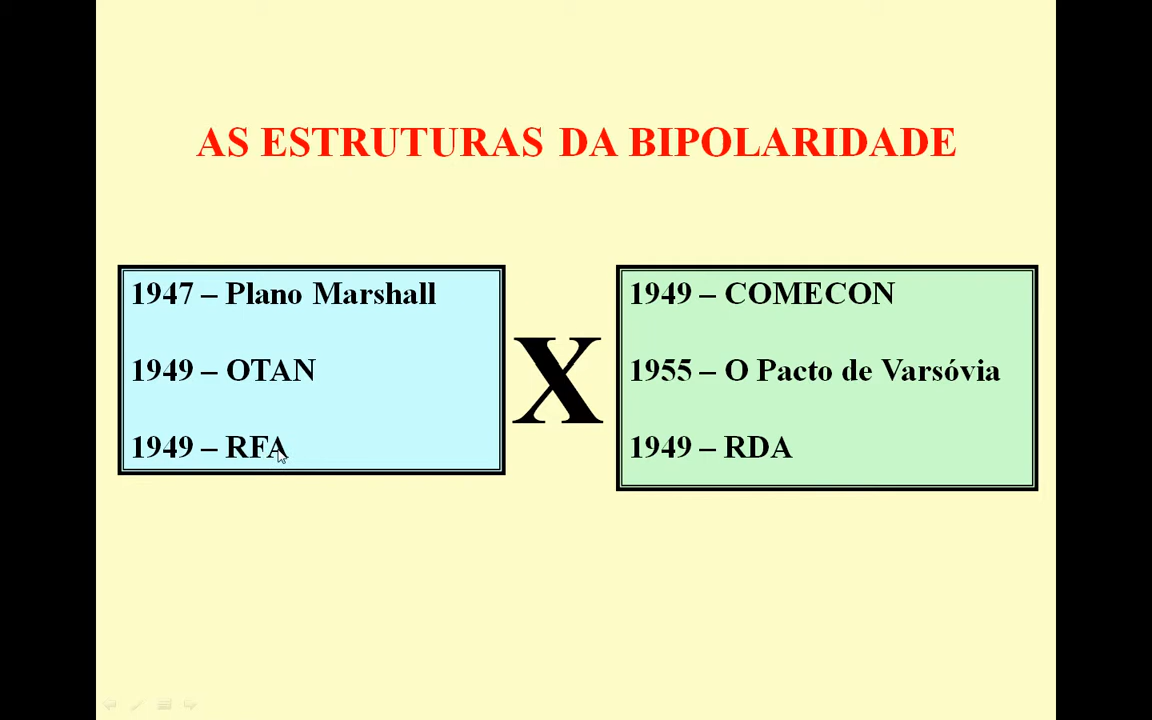 AS ESTRUTURAS DA BIPOLARIDADE
1947 – Plano Marshall
1949 – OTAN
1949 – RFA
X
1949 – COMECON
1955 – O Pacto de Varsóvia
1949 – RDA